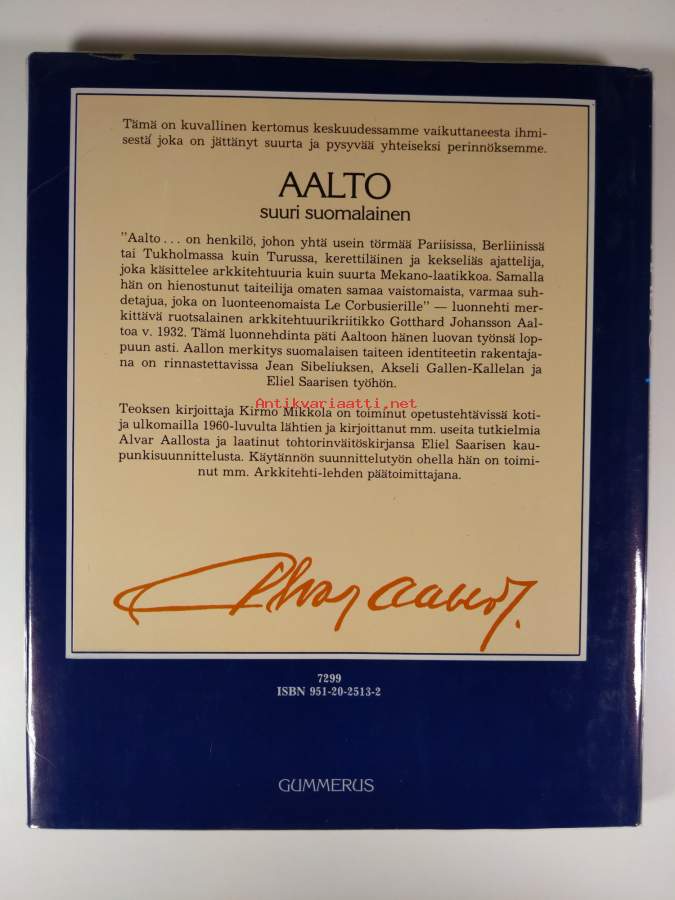 Tämä on kuvallinen kertomus keskuudessamme vaikuttaneesta ihmi-
sestä joka on jättänyt suurta ja pysyvää yhteiseksi perinnöksemme.
AALTO
suuri suomalainen
"Aalto . . . on henkilö, johon yhtä usein törmää Pariisissa, Berliinissä
tai Tukholmassa kuin Turussa, kerettiläinen ja kekseliäs ajattelija,
joka käsittelee arkkitehtuuria kuin suurta Mekano-laatikkoa. Samalla
hän on hienostunut taiteilija omaten samaa vaistomaista, varmaa suh-
detajua, joka on luonteenomaista Le Corbusierille" — luonnehti mer-
kittävä ruotsalainen arkkitehtuurikriitikko Gotthard Johansson Aal-
toa v. 1932. Tämä luonnehdinta päti Aaltoon hänen luovan työnsä lop-
puun asti. Aallon merkitys suomalaisen taiteen identiteetin rakentaja-
na on rinnastettavissa Jean Sibeliuksen, Akseli Gallen-Kallelan ja
Eliel Saarisen työhön.
Antikvariaatti.net
Teoksen kirjoittaja Kirmo Mikkola on toiminut opetustehtävissä koti-
ja ulkomailla 1960-luvulta lähtien ja kirjoittanut mm. useita tutkielmia
Alvar Aallosta ja laatinut tohtorinväitöskirjansa Eliel Saarisen kau-
punkisuunnittelusta. Käytännön suunnittelutyön ohella hän on toimi-
nut mm. Arkkitehti-lehden päätoimittajana.
Alvar Aalto
7299
ISBN 951-20-2513-2
GUMMERUS